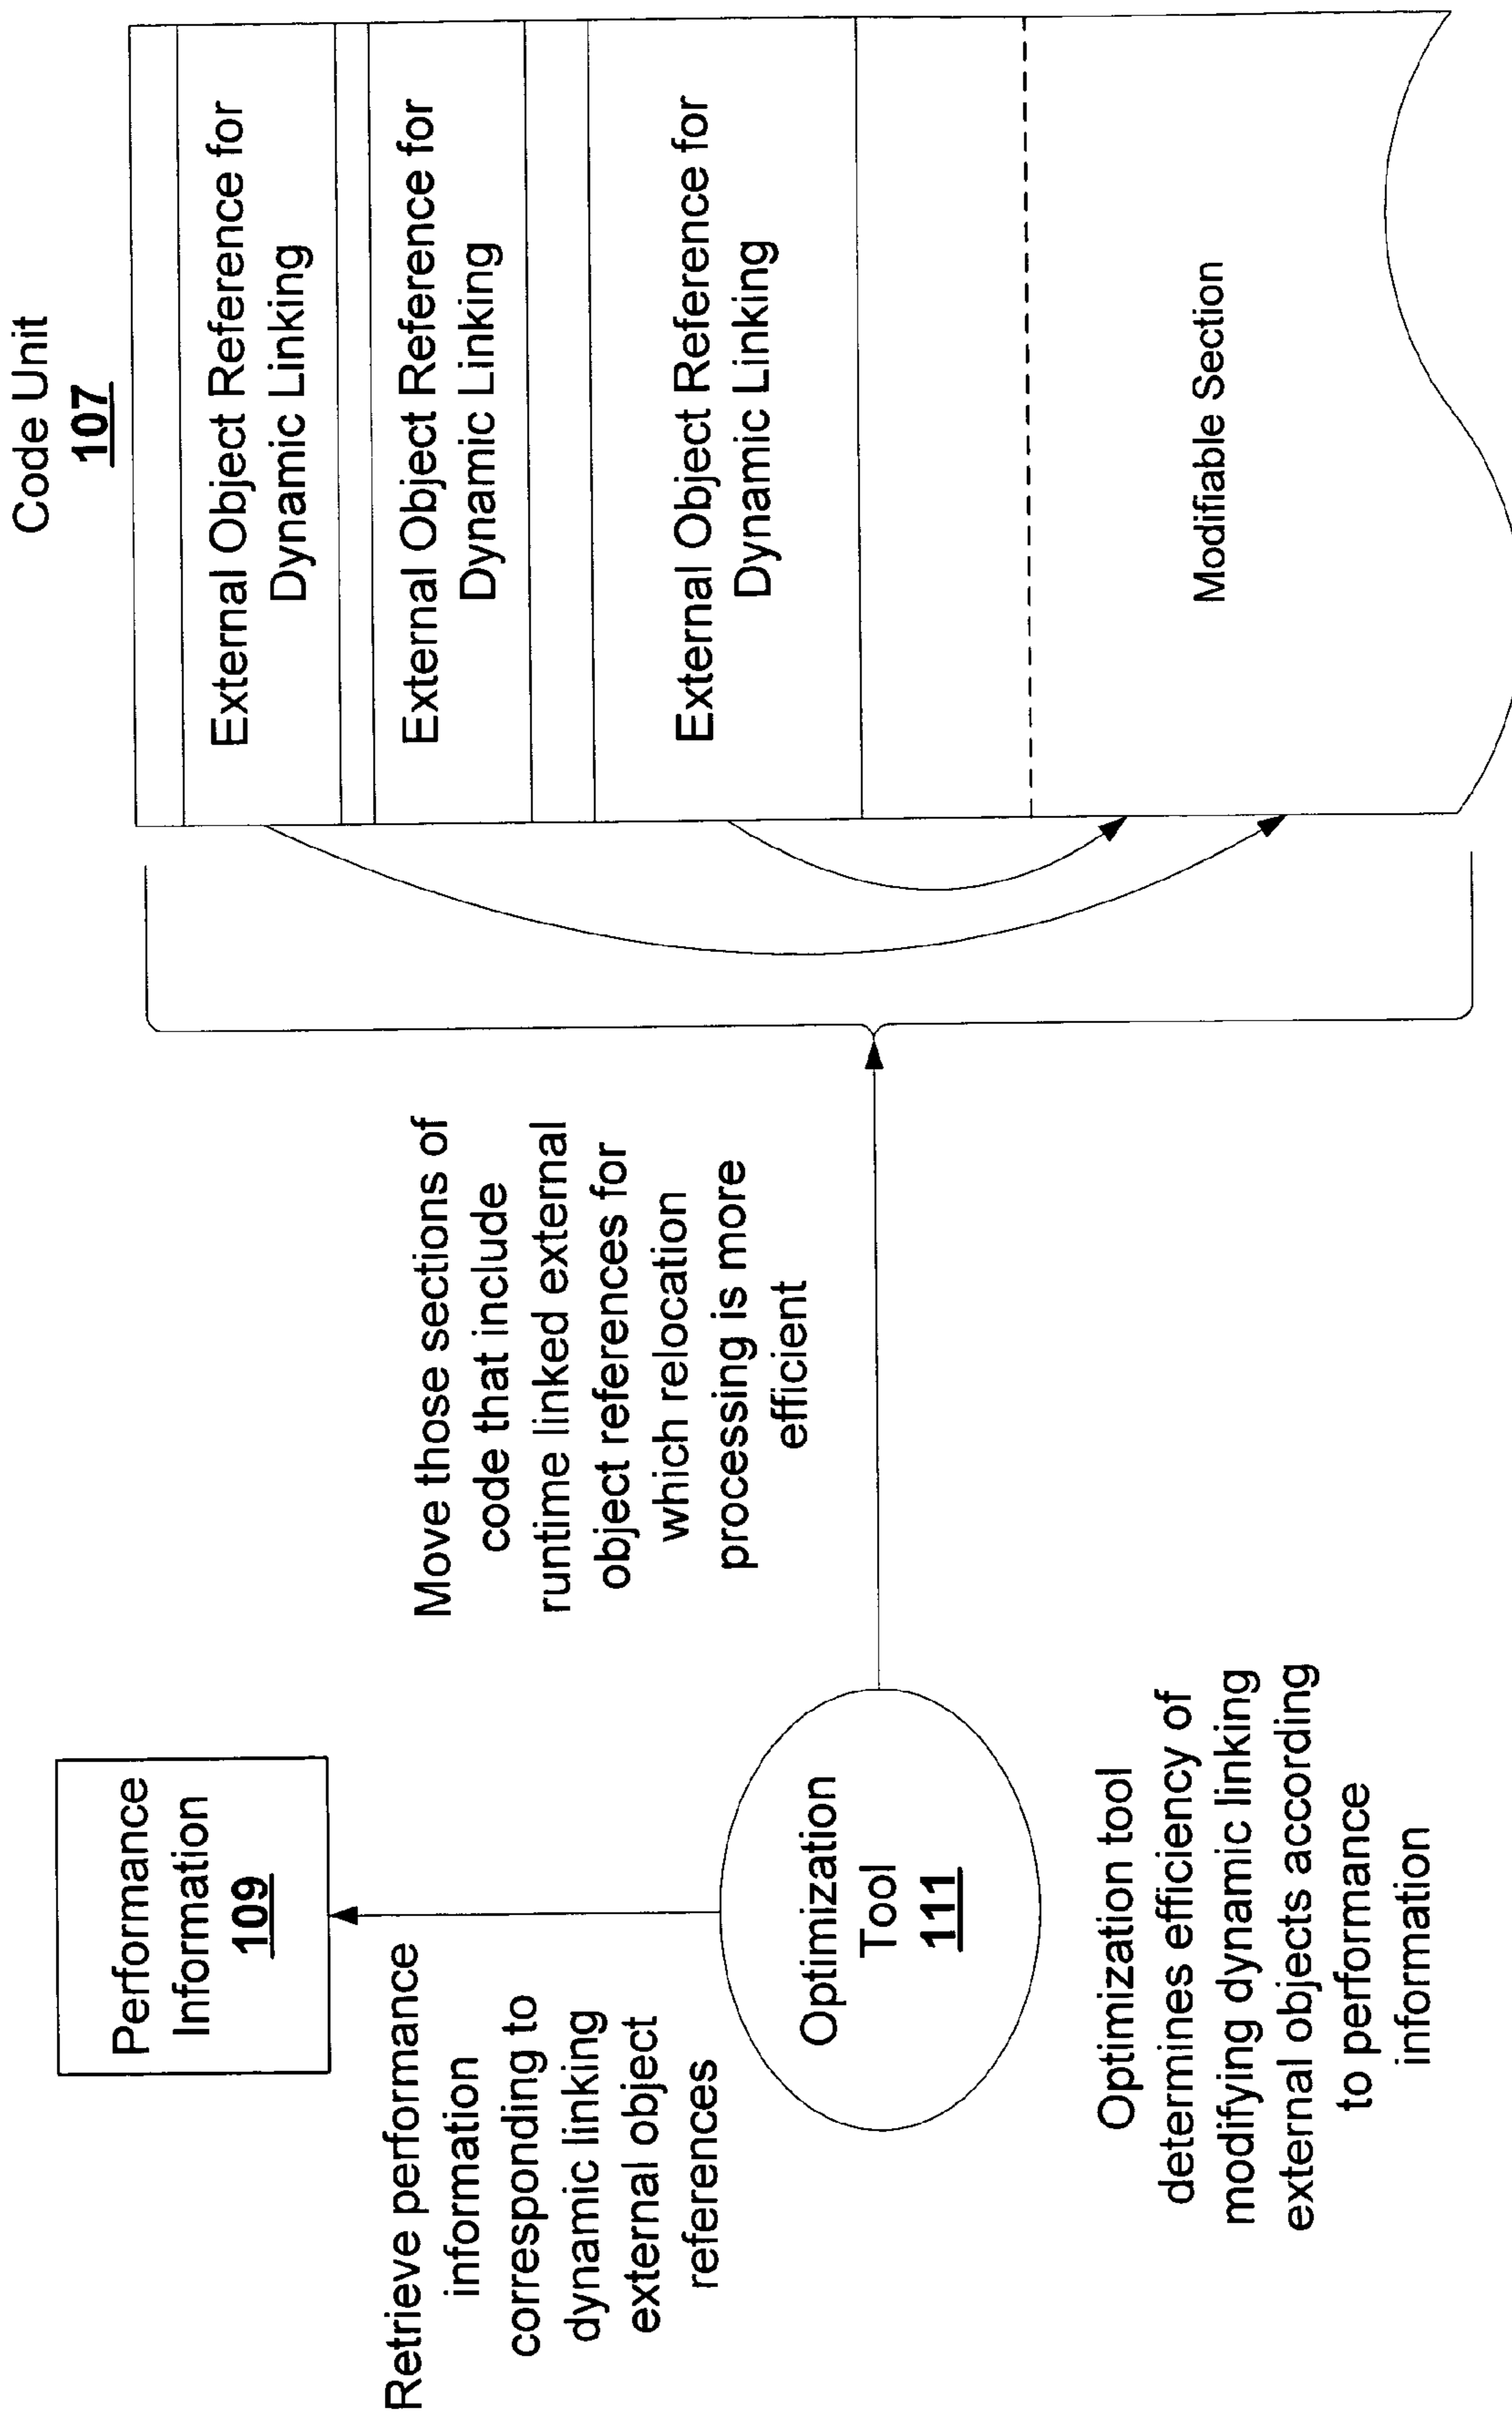 Code Unit
107
External Object Reference for
Dynamic Linking
External Object Reference for
Dynamic Linking
External Object Reference for
Dynamic Linking
Modifiable Section
Move those sections of
code that include
runtime linked external
object references for
which relocation
processing is more
efficient
Performance
Information
109
Retrieve performance
information
corresponding to
dynamic linking
external object
references
Optimization
Tool
111
Optimization tool
determines efficiency of
modifying dynamic linking
external objects according
to performance
information